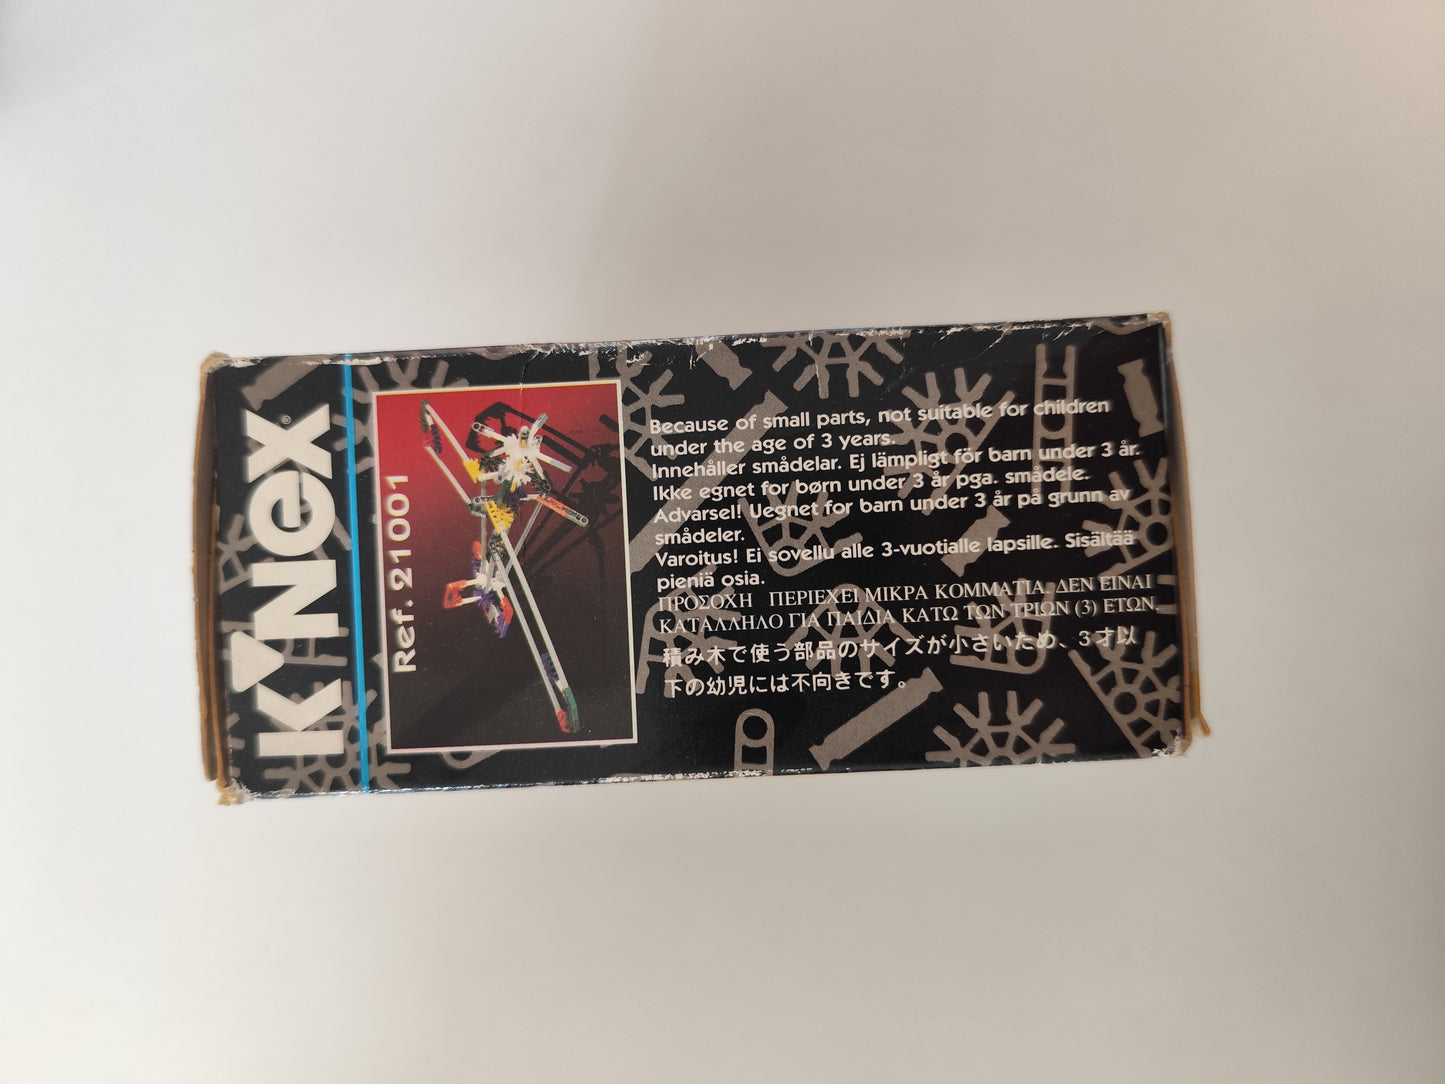 K'NEX
Ref. 21001
Because of small parts, not suitable for children
under the age of 3 years.
Innehåller smådelar. Ej lämpligt för barn under 3 år.
Ikke egnet for børn under 3 år pga. smådele.
Advarsel! Uegnet for barn under 3 år på grunn av
smådeler.
Varoitus! Ei sovellu alle 3-vuotialle lapsille. Sisältää
pieniä osia.
ΠΡΟΣΟΧΗ ΠΕΡΙΕΧΕΙ ΜΙΚΡΑ ΚΟΜΜΑΤΙΑ. ΔΕΝ ΕΙΝΑΙ
ΚΑΤΑΛΛΗΛΟ ΓΙΑ ΠΑΙΔΙΑ ΚΑΤΩ ΤΩΝ ΤΡΙΩΝ (3) ΕΤΩΝ.
積み木で使う部品のサイズが小さいため、3才以
下の幼児には不向きです。